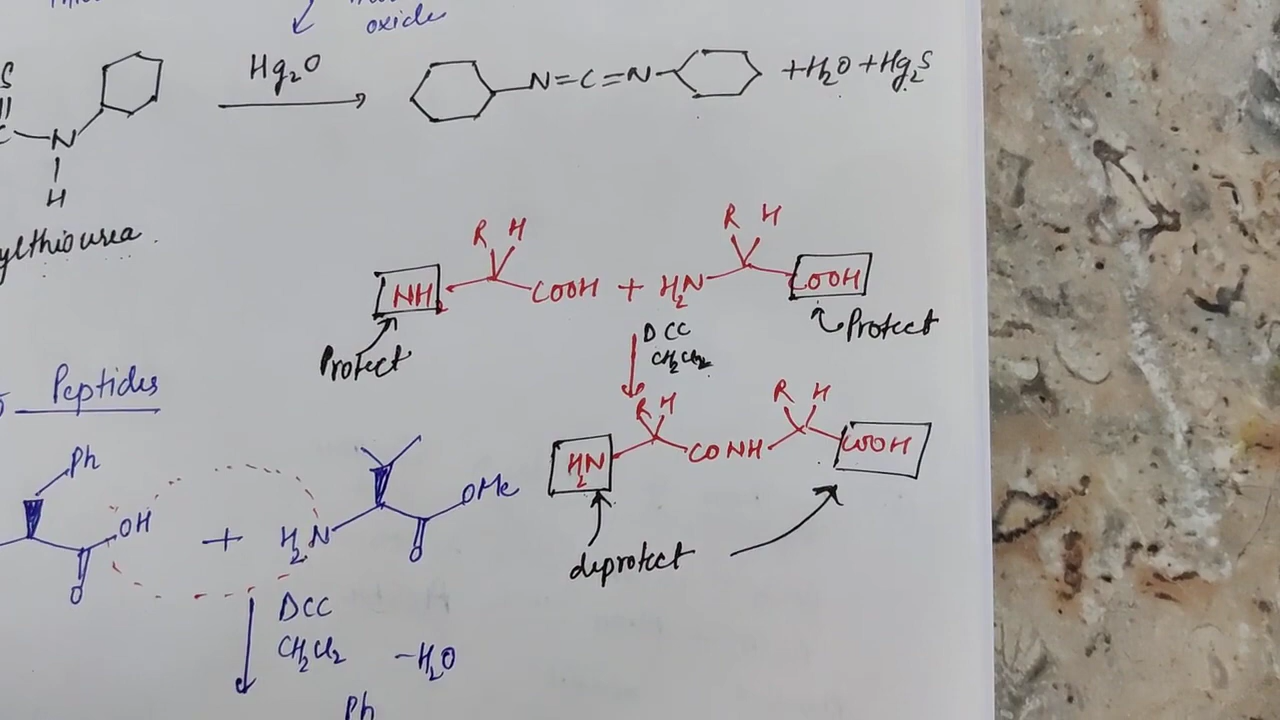 oxide
S
Hg2O
N=C=N
+H2O+Hg2S
C N
H
ylthiourea.
R H R H
NH2 COOH + H2N COOH
Protect DCC Protect
CH2Cl2
Peptides
R H R H
H2N CONH COOH
Ph
OH + H2N OMe
O O
deprotect
DCC
CH2Cl2 -H2O
Ph